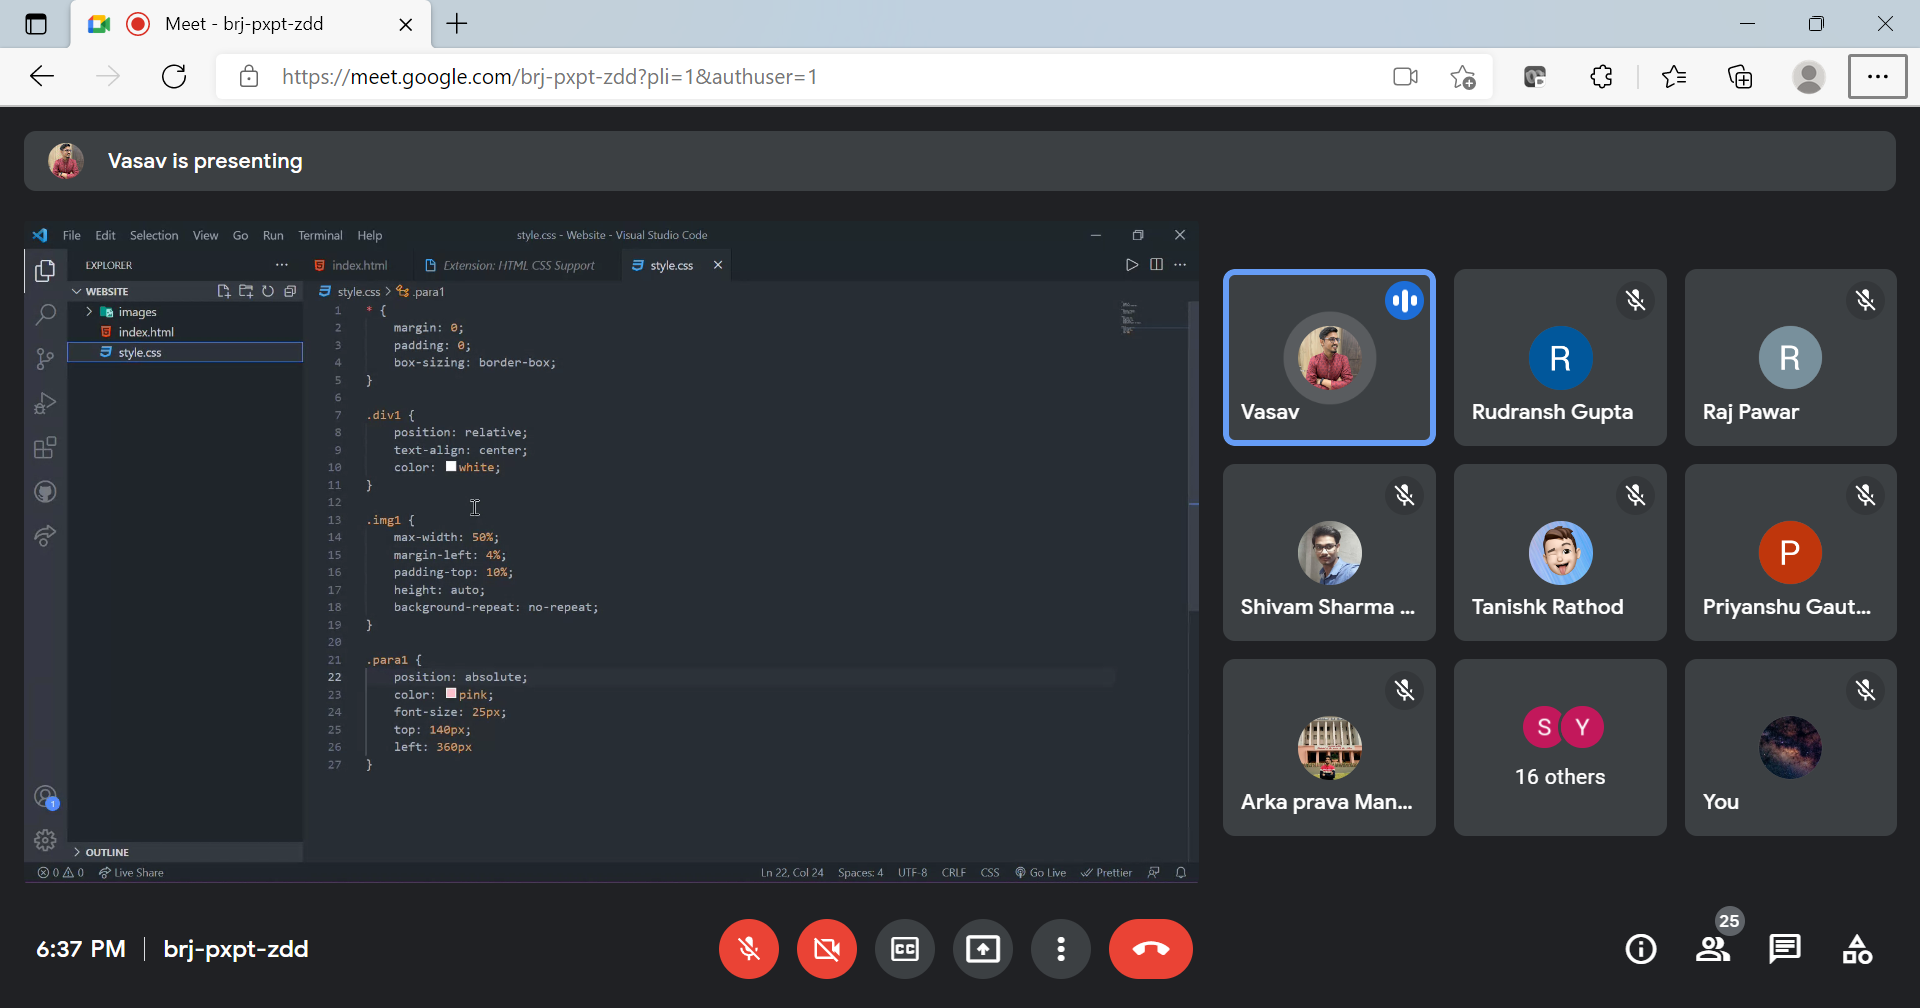 Meet - brj-pxpt-zdd
https://meet.google.com/brj-pxpt-zdd?pli=1&authuser=1
Vasav is presenting
File Edit Selection View Go Run Terminal Help
style.css - Website - Visual Studio Code
EXPLORER
index.html
Extension: HTML CSS Support
style.css
WEBSITE
images
index.html
style.css
style.css > .para1
1 * {
2 margin: 0;
3 padding: 0;
4 box-sizing: border-box;
5 }
6
7 .div1 {
8 position: relative;
9 text-align: center;
10 color: white;
11 }
12
13 .img1 {
14 max-width: 50%;
15 margin-left: 4%;
16 padding-top: 10%;
17 height: auto;
18 background-repeat: no-repeat;
19 }
20
21 .para1 {
22 position: absolute;
23 color: pink;
24 font-size: 25px;
25 top: 140px;
26 left: 360px
27 }
1
OUTLINE
0 0 Live Share
Ln 22, Col 24 Spaces: 4 UTF-8 CRLF CSS Go Live Prettier
Vasav
R
Rudransh Gupta
R
Raj Pawar
Shivam Sharma ...
Tanishk Rathod
P
Priyanshu Gaut...
Arka prava Man...
S Y
16 others
You
6:37 PM | brj-pxpt-zdd
CC
25